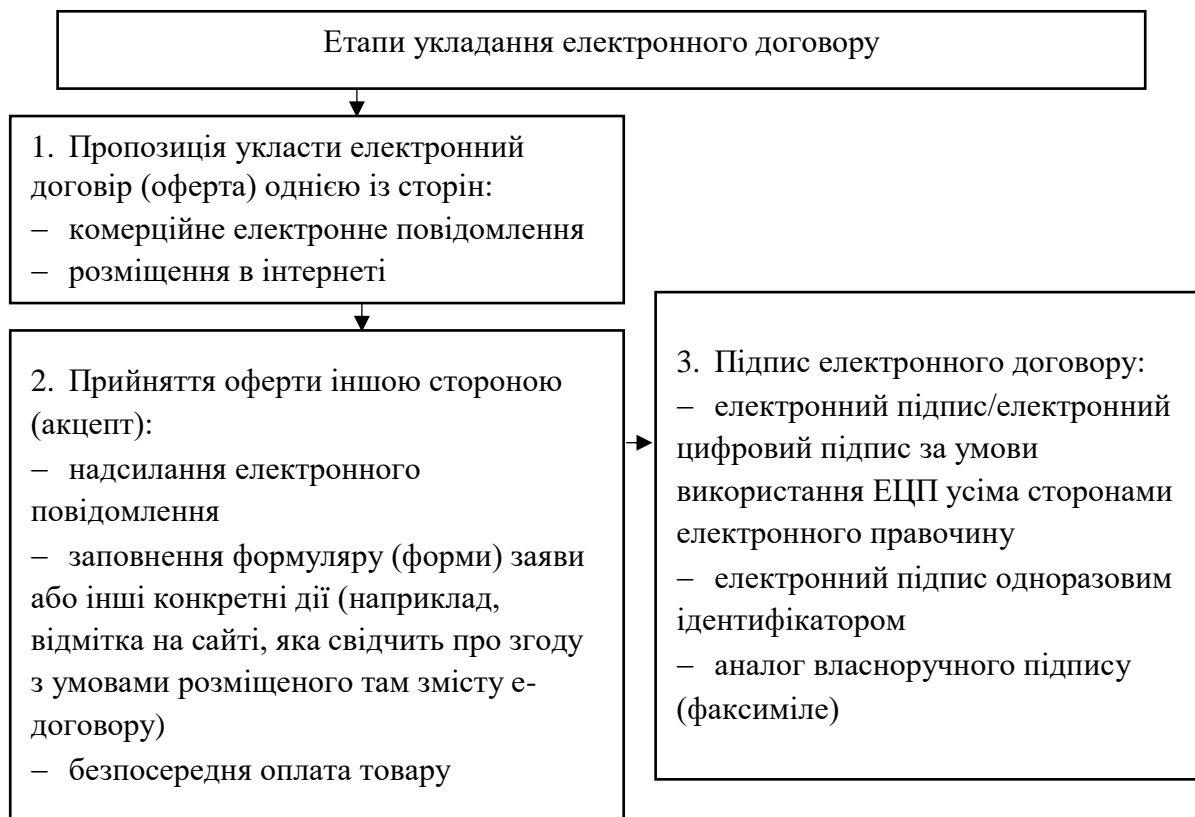 Етапи укладання електронного договору
1. Пропозиція укласти електронний
договір (оферта) однією із сторін:
– комерційне електронне повідомлення
– розміщення в інтернеті
2. Прийняття оферти іншою стороною
(акцепт):
– надсилання електронного
повідомлення
– заповнення формуляру (форми) заяви
або інші конкретні дії (наприклад,
відмітка на сайті, яка свідчить про згоду
з умовами розміщеного там змісту е-
договору)
– безпосередня оплата товару
3. Підпис електронного договору:
– електронний підпис/електронний
цифровий підпис за умови
використання ЕЦП усіма сторонами
електронного правочину
– електронний підпис одноразовим
ідентифікатором
– аналог власноручного підпису
(факсиміле)